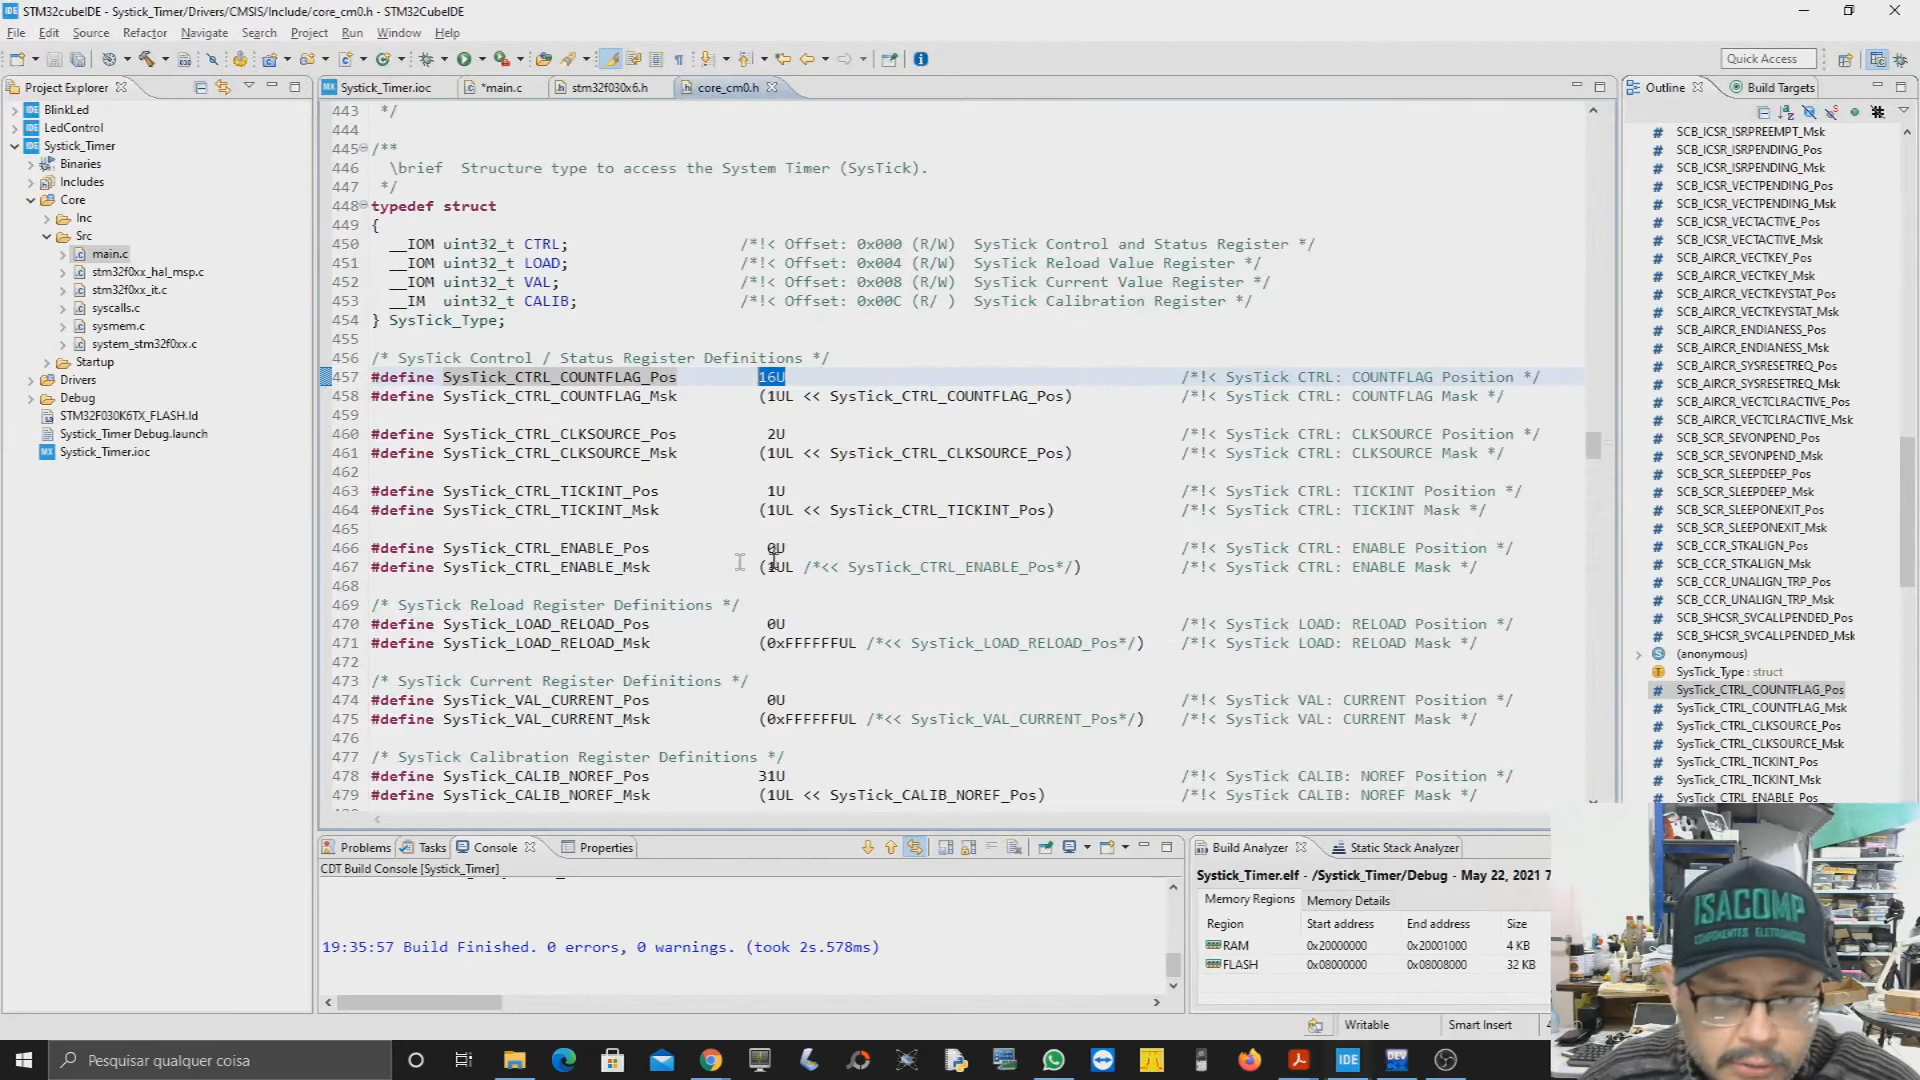 STM32cubeIDE - Systick_Timer/Drivers/CMSIS/Include/core_cm0.h - STM32CubeIDE
File Edit Source Refactor Navigate Search Project Run Window Help
Quick Access
Project Explorer
BlinkLed
LedControl
Systick_Timer
Binaries
Includes
Core
Inc
Src
main.c
stm32f0xx_hal_msp.c
stm32f0xx_it.c
syscalls.c
sysmem.c
system_stm32f0xx.c
Startup
Drivers
Debug
STM32F030K6TX_FLASH.ld
Systick_Timer Debug.launch
Systick_Timer.ioc
Systick_Timer.ioc *main.c stm32f030x6.h core_cm0.h
443 */
444
445 /**
446 \brief Structure type to access the System Timer (SysTick).
447 */
448 typedef struct
449 {
450 __IOM uint32_t CTRL; /*!< Offset: 0x000 (R/W) SysTick Control and Status Register */
451 __IOM uint32_t LOAD; /*!< Offset: 0x004 (R/W) SysTick Reload Value Register */
452 __IOM uint32_t VAL; /*!< Offset: 0x008 (R/W) SysTick Current Value Register */
453 __IM uint32_t CALIB; /*!< Offset: 0x00C (R/ ) SysTick Calibration Register */
454 } SysTick_Type;
455
456 /* SysTick Control / Status Register Definitions */
457 #define SysTick_CTRL_COUNTFLAG_Pos 16U /*!< SysTick CTRL: COUNTFLAG Position */
458 #define SysTick_CTRL_COUNTFLAG_Msk (1UL << SysTick_CTRL_COUNTFLAG_Pos) /*!< SysTick CTRL: COUNTFLAG Mask */
459
460 #define SysTick_CTRL_CLKSOURCE_Pos 2U /*!< SysTick CTRL: CLKSOURCE Position */
461 #define SysTick_CTRL_CLKSOURCE_Msk (1UL << SysTick_CTRL_CLKSOURCE_Pos) /*!< SysTick CTRL: CLKSOURCE Mask */
462
463 #define SysTick_CTRL_TICKINT_Pos 1U /*!< SysTick CTRL: TICKINT Position */
464 #define SysTick_CTRL_TICKINT_Msk (1UL << SysTick_CTRL_TICKINT_Pos) /*!< SysTick CTRL: TICKINT Mask */
465
466 #define SysTick_CTRL_ENABLE_Pos 0U /*!< SysTick CTRL: ENABLE Position */
467 #define SysTick_CTRL_ENABLE_Msk (1UL /*<< SysTick_CTRL_ENABLE_Pos*/) /*!< SysTick CTRL: ENABLE Mask */
468
469 /* SysTick Reload Register Definitions */
470 #define SysTick_LOAD_RELOAD_Pos 0U /*!< SysTick LOAD: RELOAD Position */
471 #define SysTick_LOAD_RELOAD_Msk (0xFFFFFFUL /*<< SysTick_LOAD_RELOAD_Pos*/) /*!< SysTick LOAD: RELOAD Mask */
472
473 /* SysTick Current Register Definitions */
474 #define SysTick_VAL_CURRENT_Pos 0U /*!< SysTick VAL: CURRENT Position */
475 #define SysTick_VAL_CURRENT_Msk (0xFFFFFFUL /*<< SysTick_VAL_CURRENT_Pos*/) /*!< SysTick VAL: CURRENT Mask */
476
477 /* SysTick Calibration Register Definitions */
478 #define SysTick_CALIB_NOREF_Pos 31U /*!< SysTick CALIB: NOREF Position */
479 #define SysTick_CALIB_NOREF_Msk (1UL << SysTick_CALIB_NOREF_Pos) /*!< SysTick CALIB: NOREF Mask */
Outline Build Targets
SCB_ICSR_ISRPREEMPT_Msk
SCB_ICSR_ISRPENDING_Pos
SCB_ICSR_ISRPENDING_Msk
SCB_ICSR_VECTPENDING_Pos
SCB_ICSR_VECTPENDING_Msk
SCB_ICSR_VECTACTIVE_Pos
SCB_ICSR_VECTACTIVE_Msk
SCB_AIRCR_VECTKEY_Pos
SCB_AIRCR_VECTKEY_Msk
SCB_AIRCR_VECTKEYSTAT_Pos
SCB_AIRCR_VECTKEYSTAT_Msk
SCB_AIRCR_ENDIANESS_Pos
SCB_AIRCR_ENDIANESS_Msk
SCB_AIRCR_SYSRESETREQ_Pos
SCB_AIRCR_SYSRESETREQ_Msk
SCB_AIRCR_VECTCLRACTIVE_Pos
SCB_AIRCR_VECTCLRACTIVE_Msk
SCB_SCR_SEVONPEND_Pos
SCB_SCR_SEVONPEND_Msk
SCB_SCR_SLEEPDEEP_Pos
SCB_SCR_SLEEPDEEP_Msk
SCB_SCR_SLEEPONEXIT_Pos
SCB_SCR_SLEEPONEXIT_Msk
SCB_CCR_STKALIGN_Pos
SCB_CCR_STKALIGN_Msk
SCB_CCR_UNALIGN_TRP_Pos
SCB_CCR_UNALIGN_TRP_Msk
SCB_SHCSR_SVCALLPENDED_Pos
SCB_SHCSR_SVCALLPENDED_Msk
(anonymous)
SysTick_Type : struct
SysTick_CTRL_COUNTFLAG_Pos
SysTick_CTRL_COUNTFLAG_Msk
SysTick_CTRL_CLKSOURCE_Pos
SysTick_CTRL_CLKSOURCE_Msk
SysTick_CTRL_TICKINT_Pos
SysTick_CTRL_TICKINT_Msk
SysTick_CTRL_ENABLE_Pos
Problems Tasks Console Properties
CDT Build Console [Systick_Timer]
19:35:57 Build Finished. 0 errors, 0 warnings. (took 2s.578ms)
Build Analyzer Static Stack Analyzer
Systick_Timer.elf - /Systick_Timer/Debug - May 22, 2021 7
Memory Regions Memory Details
Region Start address End address Size
RAM 0x20000000 0x20001000 4 KB
FLASH 0x08000000 0x08008000 32 KB
Writable Smart Insert
ISACOMP
COMPONENTES ELETRONICOS
Pesquisar qualquer coisa
IDE
DEV